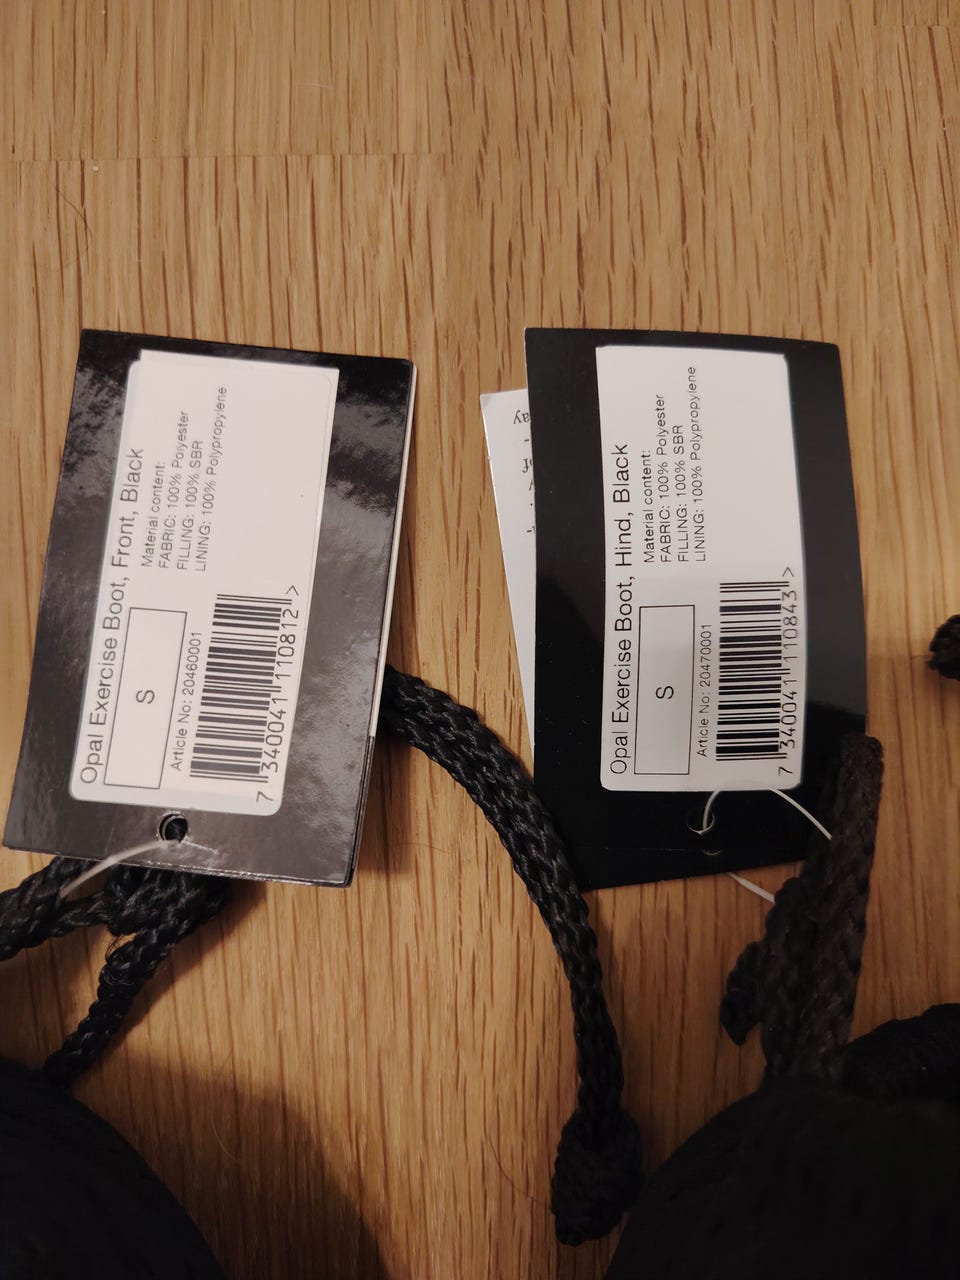 Opal Exercise Boot, Front, Black
S
Material content:
FABRIC: 100% Polyester
FILLING: 100% SBR
LINING: 100% Polypropylene
Article No: 20460001
7 340041 110812 >
Opal Exercise Boot, Hind, Black
S
Material content:
FABRIC: 100% Polyester
FILLING: 100% SBR
LINING: 100% Polypropylene
Article No: 20470001
7 340041 110843 >